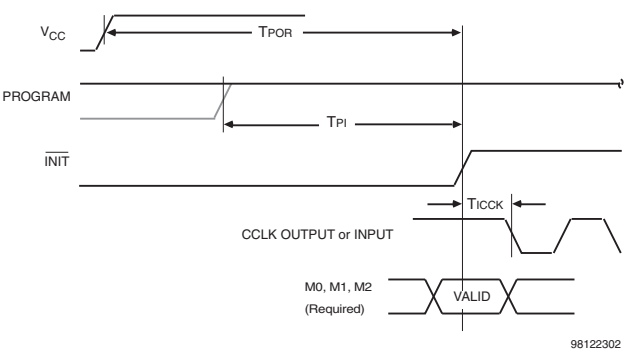 VCC
TPOR
PROGRAM
TPI
INIT
TICCK
CCLK OUTPUT or INPUT
M0, M1, M2
(Required)
VALID
98122302